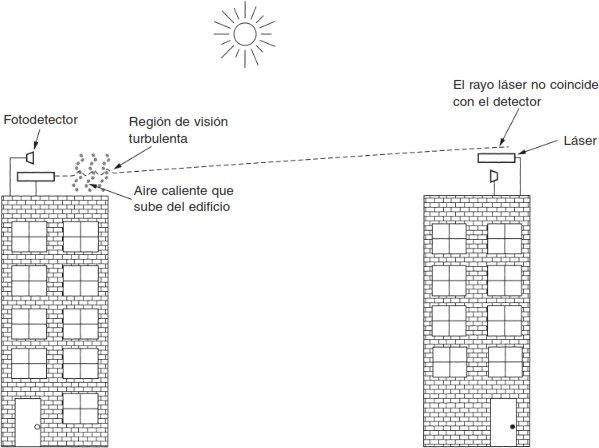 El rayo láser no coincide
con el detector
Fotodetector
Región de visión
turbulenta
Láser
Aire caliente que
sube del edificio